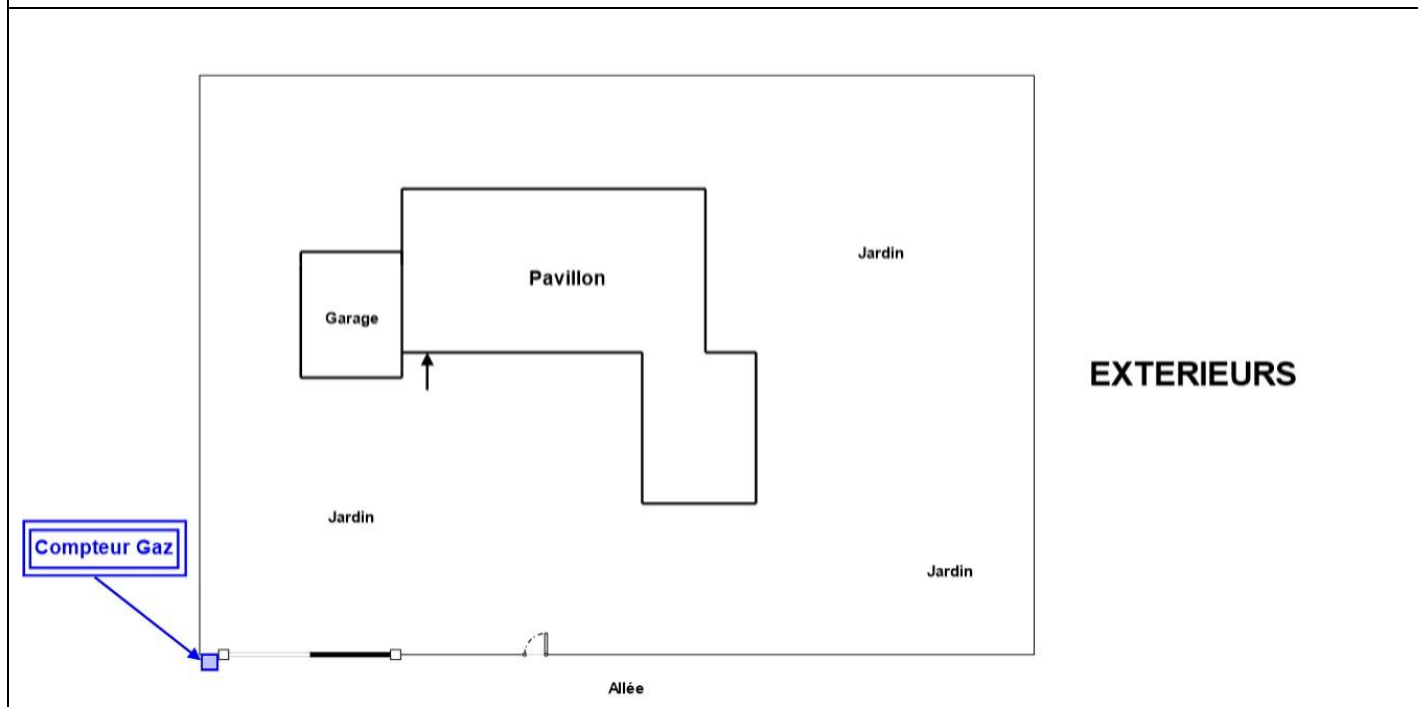 Jardin
Pavillon
Garage
EXTERIEURS
Jardin
Compteur Gaz
Jardin
Allée